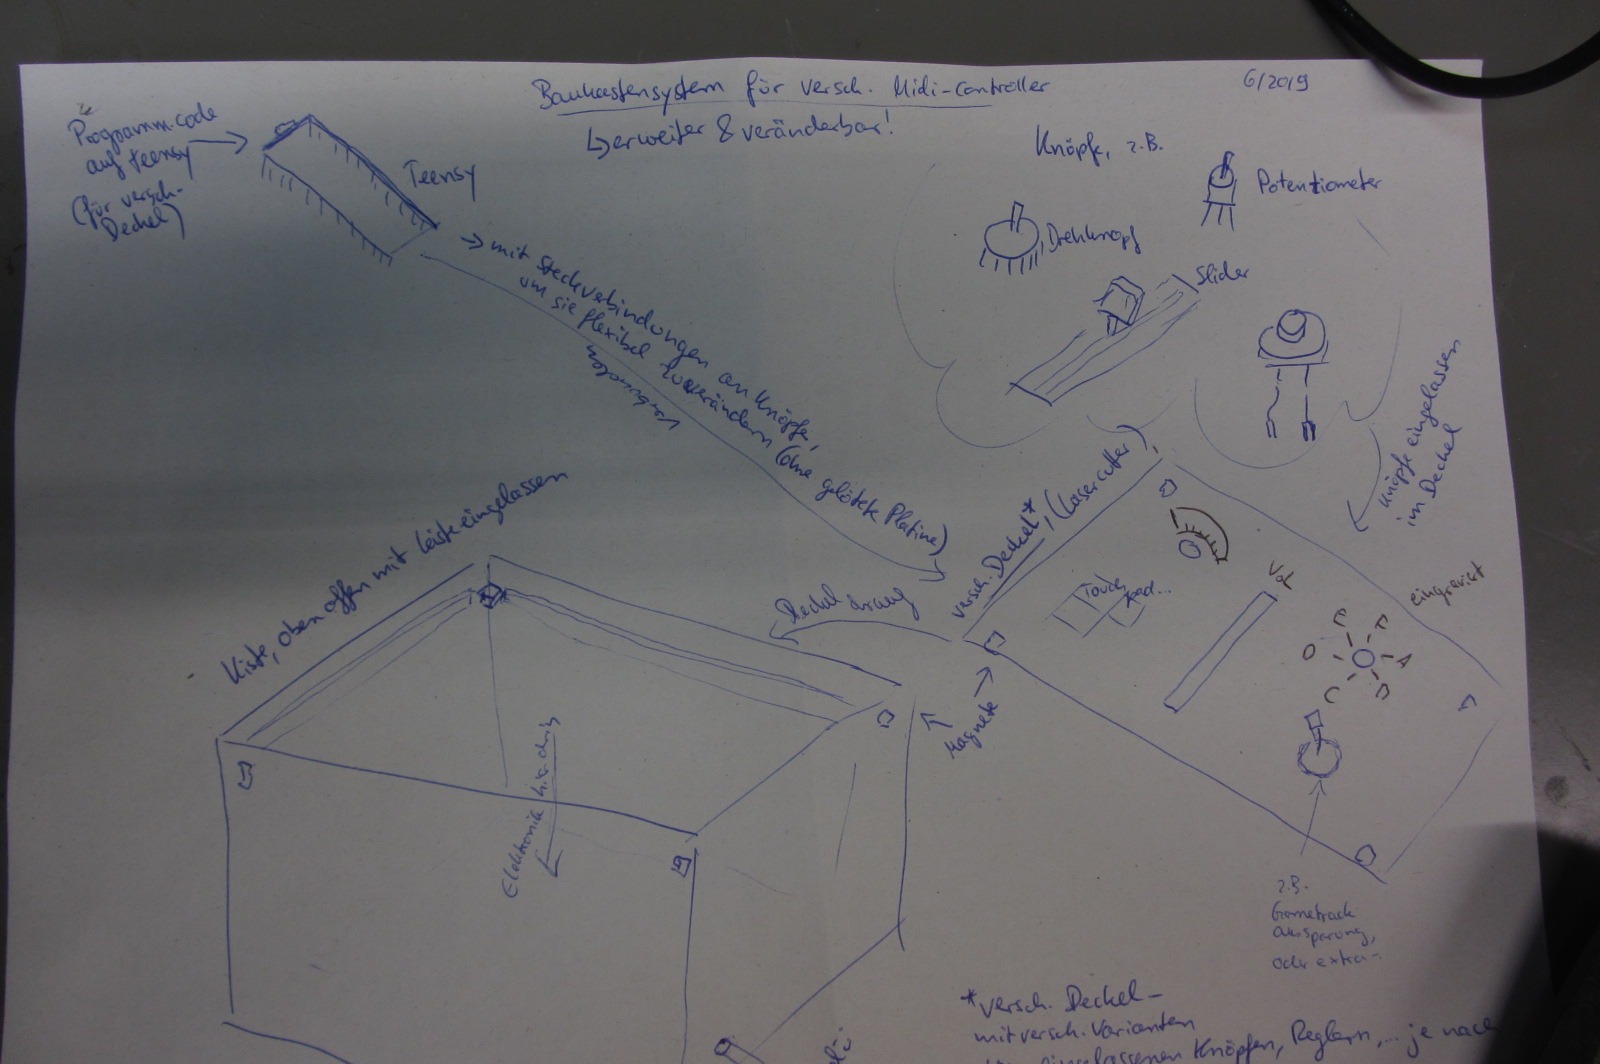 Baukastensystem für versch. Midi-Controller
↳ erweiter & veränderbar!
6/2019
Programm-code
auf teensy
(für versch.
Deckel)
Teensy
→ mit Steckverbindungen an Knöpfe,
um sie flexibel zu verändern (ohne gelötete Platine)
Knöpfe, z.B.
Potentiometer
Drehknopf
Slider
Knöpfe eingelassen
im Deckel
versch. Deckel*, (Lasercutter)
Kiste, oben offen mit Leiste eingelassen
Deckel drauf
Touch
pad...
Vol
eingraviert
C D F F A D
Magnete
Elektronik hier drin
z.B.
Gametrack
aussparung,
oder extra-
*versch. Deckel -
mit versch. Varianten
eingelassenen Knöpfen, Reglern, ... je nach